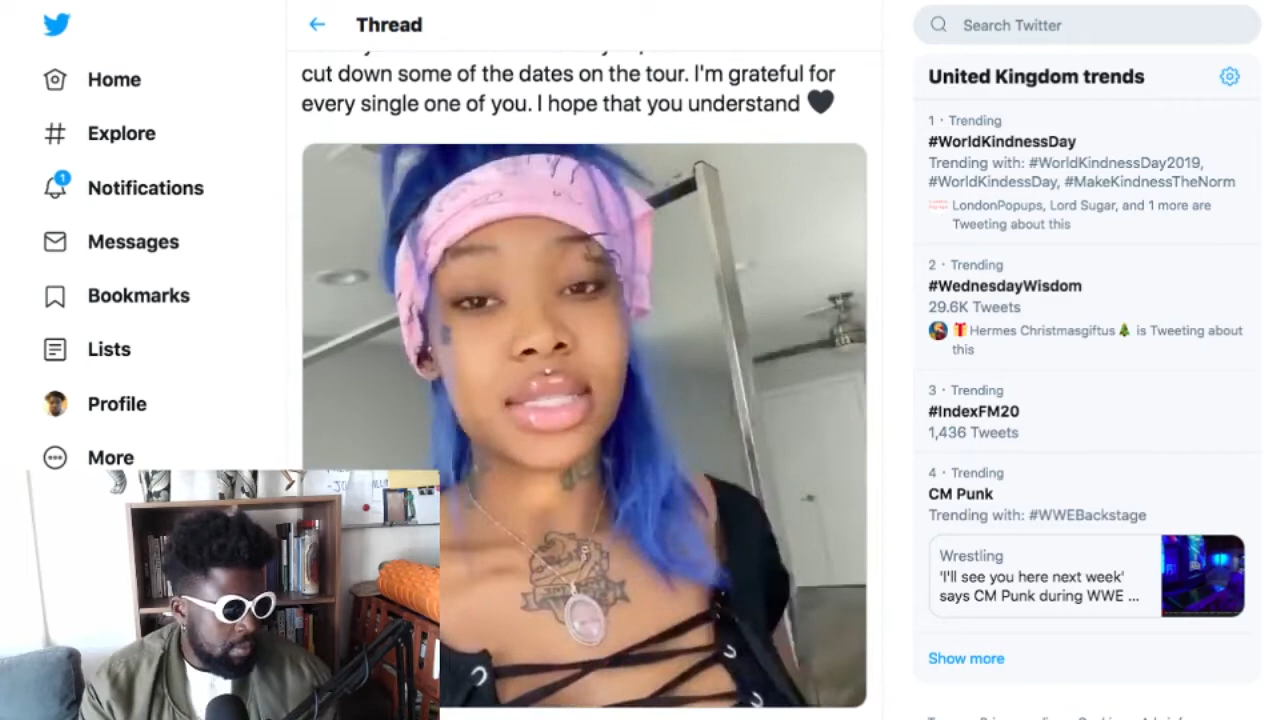 Home
Explore
1
Notifications
Messages
Bookmarks
Lists
Profile
More
Thread
cut down some of the dates on the tour. I'm grateful for
every single one of you. I hope that you understand 🖤
Search Twitter
United Kingdom trends
1 · Trending
#WorldKindnessDay
Trending with: #WorldKindnessDay2019,
#WorldKindessDay, #MakeKindnessTheNorm
LondonPopups, Lord Sugar, and 1 more are
Tweeting about this
2 · Trending
#WednesdayWisdom
29.6K Tweets
🎁Hermes Christmasgiftus🎄 is Tweeting about
this
3 · Trending
#IndexFM20
1,436 Tweets
4 · Trending
CM Punk
Trending with: #WWEBackstage
Wrestling
'I'll see you here next week'
says CM Punk during WWE ...
Show more